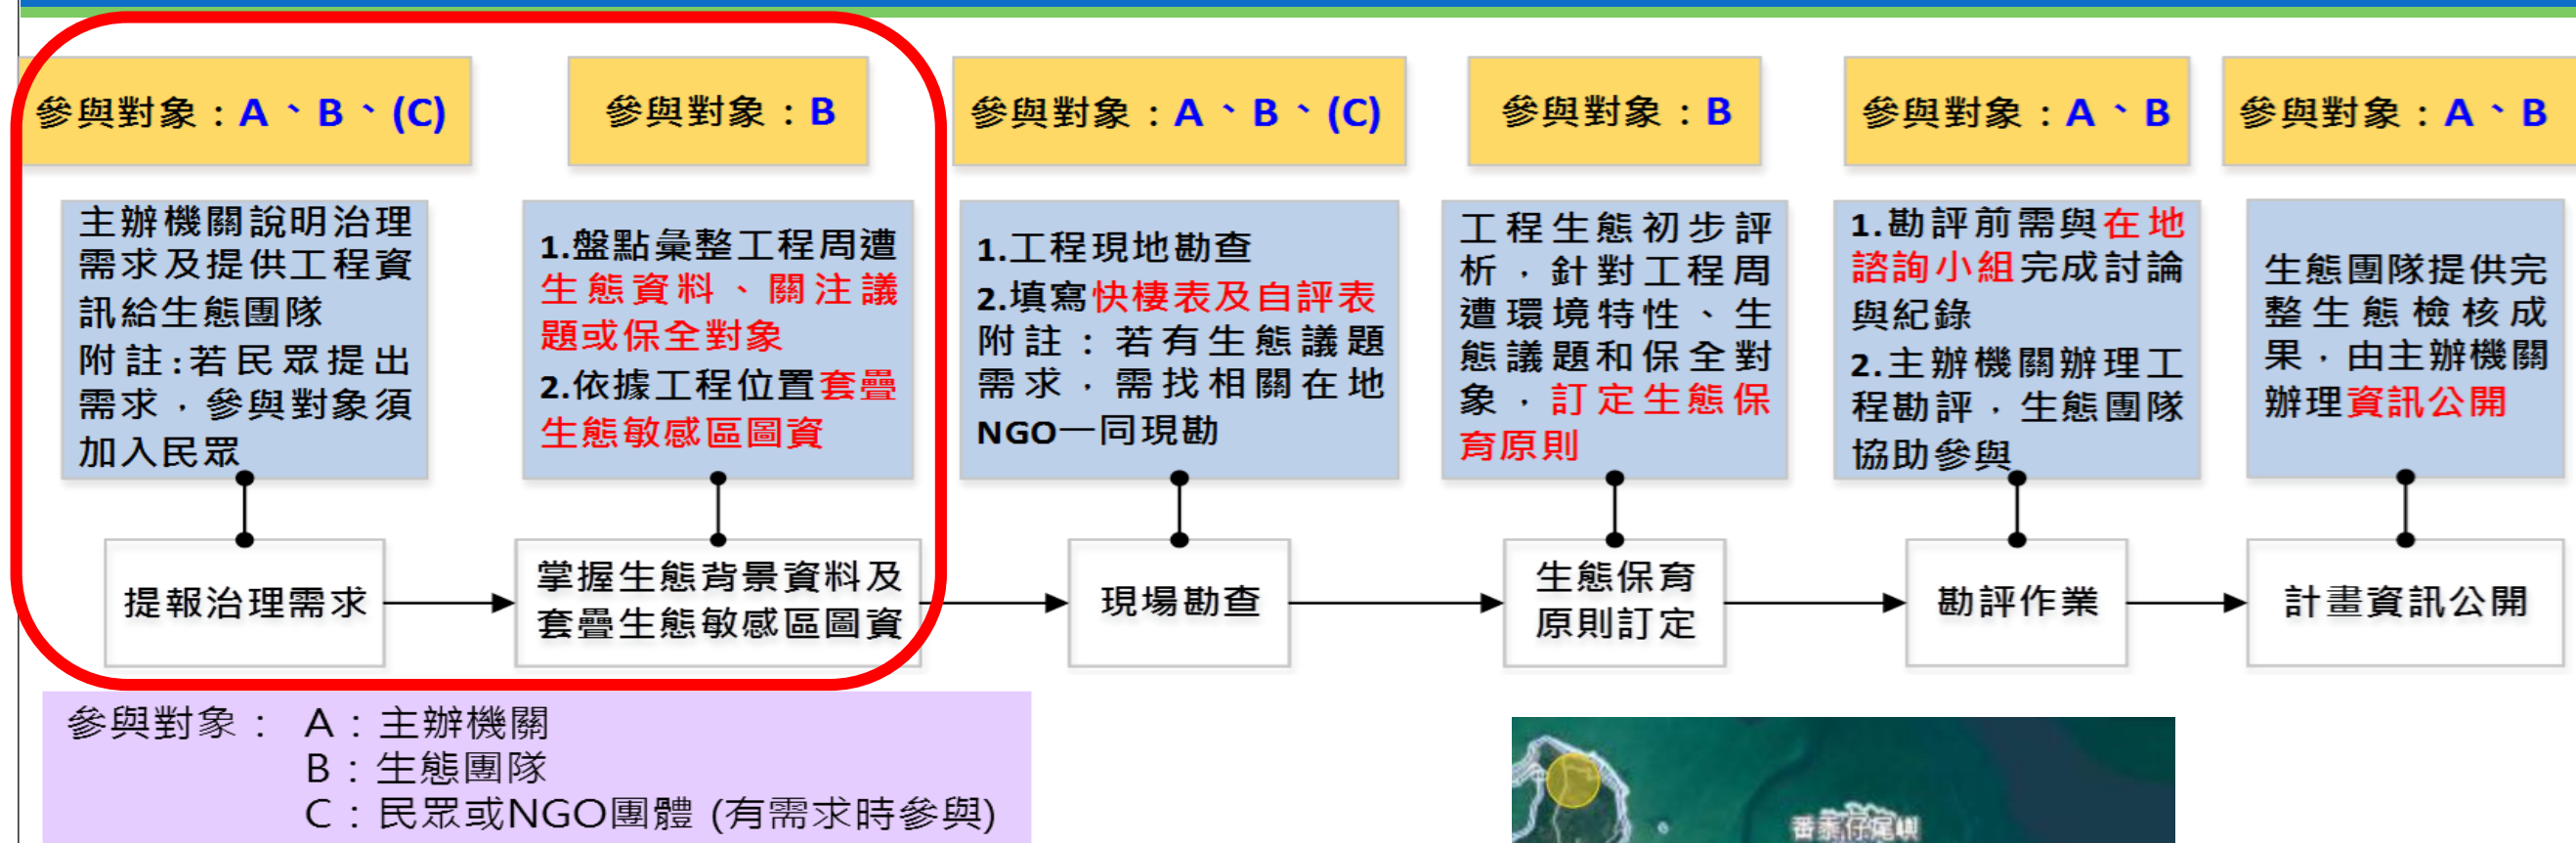 參與對象：A、B、(C)
參與對象：B
參與對象：A、B、(C)
參與對象：B
參與對象：A、B
參與對象：A、B
主辦機關說明治理
需求及提供工程資
訊給生態團隊
附註:若民眾提出
需求，參與對象須
加入民眾
1.盤點彙整工程周遭
生態資料、關注議
題或保全對象
2.依據工程位置套疊
生態敏感區圖資
1.工程現地勘查
2.填寫快棲表及自評表
附註：若有生態議題
需求，需找相關在地
NGO一同現勘
工程生態初步評
析，針對工程周
遭環境特性、生
態議題和保全對
象，訂定生態保
育原則
1.勘評前需與在地
諮詢小組完成討論
與紀錄
2.主辦機關辦理工
程勘評，生態團隊
協助參與
生態團隊提供完
整生態檢核成
果，由主辦機關
辦理資訊公開
提報治理需求
掌握生態背景資料及
套疊生態敏感區圖資
現場勘查
生態保育
原則訂定
勘評作業
計畫資訊公開
參與對象： A：主辦機關
B：生態團隊
C：民眾或NGO團體 (有需求時參與)